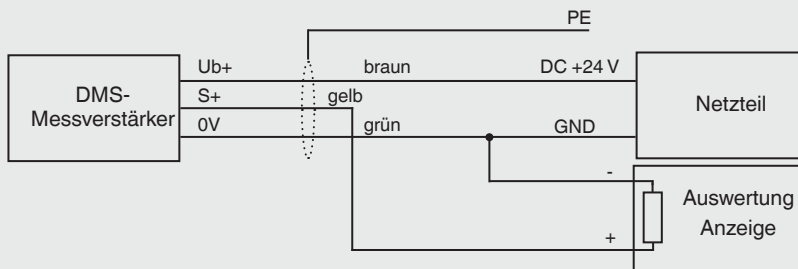 PE
Ub+ braun DC +24 V
DMS-
Messverstärker
S+ gelb
Netzteil
0V grün GND
-
Auswertung
Anzeige
+